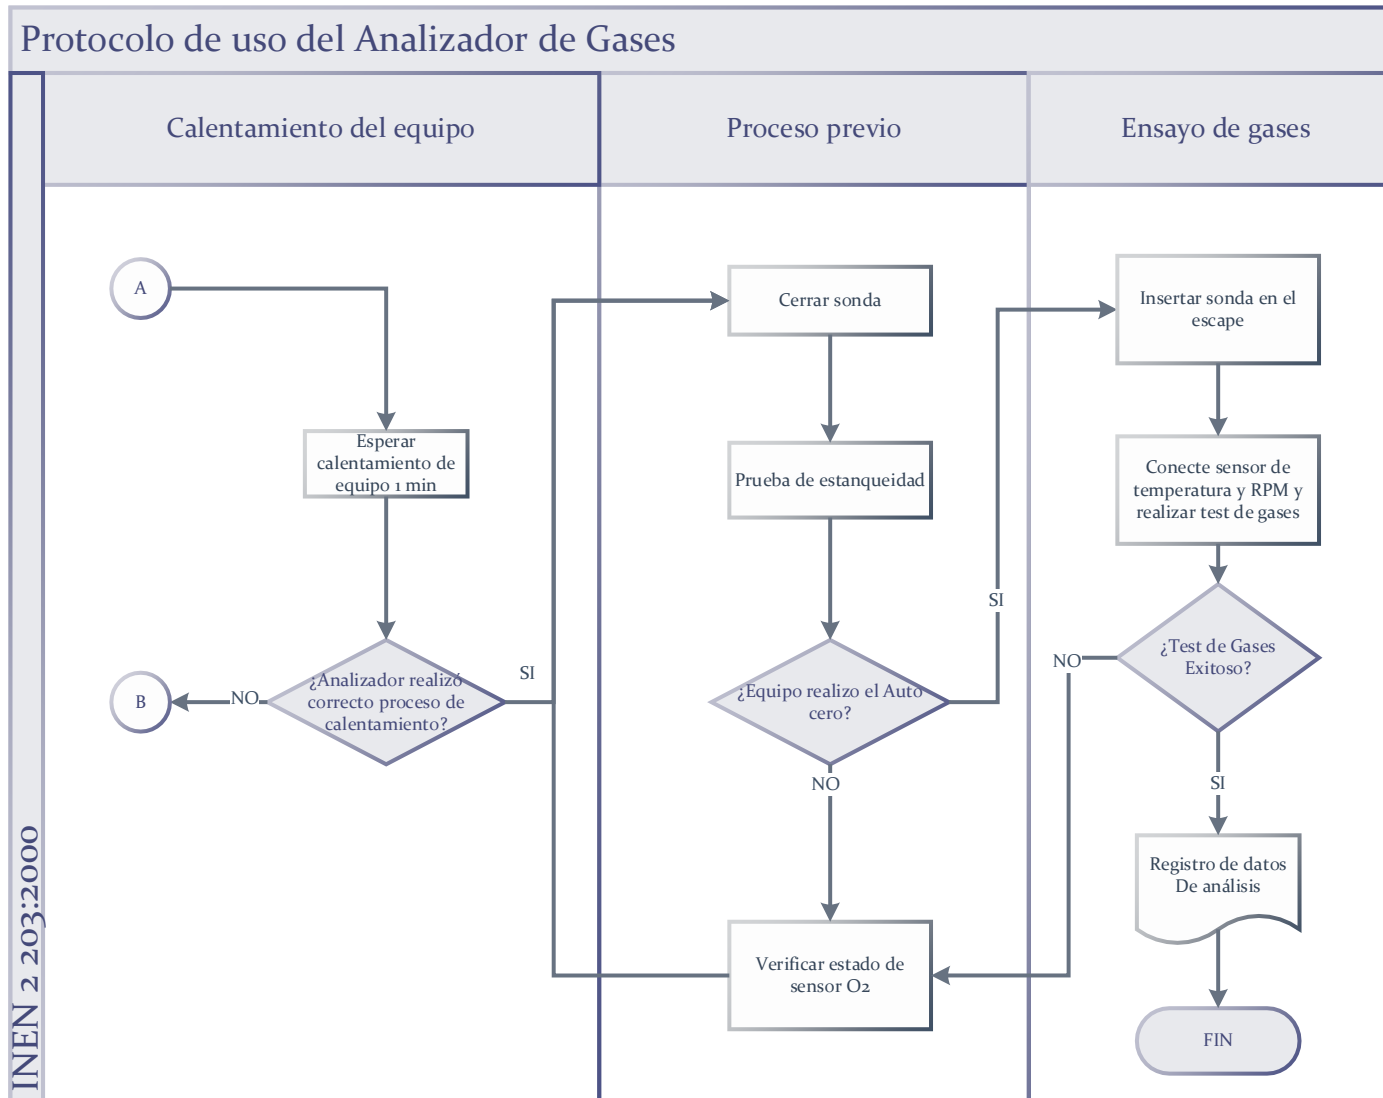 Protocolo de uso del Analizador de Gases
INEN 2 203:2000
Calentamiento del equipo
Proceso previo
Ensayo de gases
A
Esperar
calentamiento de
equipo 1 min
¿Analizador realizó
correcto proceso de
calentamiento?
NO
B
SI
Cerrar sonda
Prueba de estanqueidad
¿Equipo realizo el Auto
cero?
SI
NO
Verificar estado de
sensor O2
Insertar sonda en el
escape
Conecte sensor de
temperatura y RPM y
realizar test de gases
¿Test de Gases
Exitoso?
NO
SI
Registro de datos
De análisis
FIN